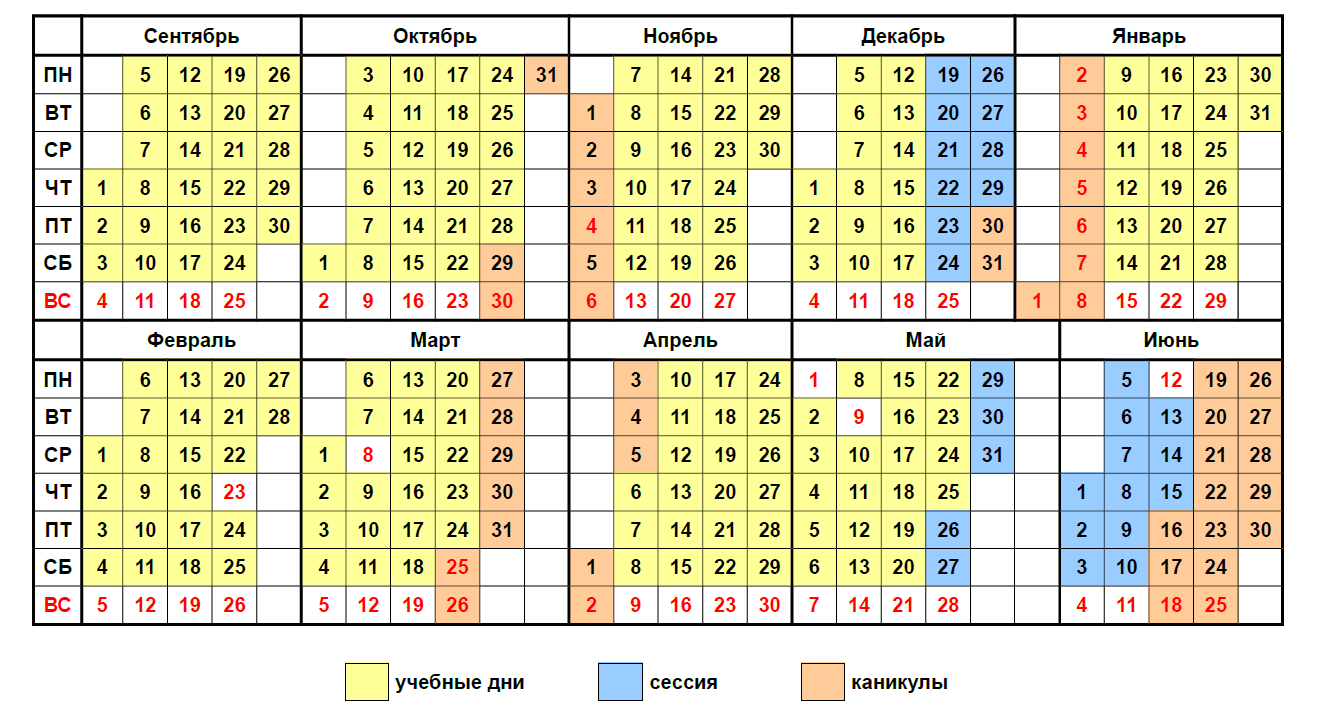 Сентябрь Октябрь Ноябрь Декабрь Январь
ПН 5 12 19 26 3 10 17 24 31 7 14 21 28 5 12 19 26 2 9 16 23 30
ВТ 6 13 20 27 4 11 18 25 1 8 15 22 29 6 13 20 27 3 10 17 24 31
СР 7 14 21 28 5 12 19 26 2 9 16 23 30 7 14 21 28 4 11 18 25
ЧТ 1 8 15 22 29 6 13 20 27 3 10 17 24 1 8 15 22 29 5 12 19 26
ПТ 2 9 16 23 30 7 14 21 28 4 11 18 25 2 9 16 23 30 6 13 20 27
СБ 3 10 17 24 1 8 15 22 29 5 12 19 26 3 10 17 24 31 7 14 21 28
ВС 4 11 18 25 2 9 16 23 30 6 13 20 27 4 11 18 25 1 8 15 22 29
Февраль Март Апрель Май Июнь
ПН 6 13 20 27 6 13 20 27 3 10 17 24 1 8 15 22 29 5 12 19 26
ВТ 7 14 21 28 7 14 21 28 4 11 18 25 2 9 16 23 30 6 13 20 27
СР 1 8 15 22 1 8 15 22 29 5 12 19 26 3 10 17 24 31 7 14 21 28
ЧТ 2 9 16 23 2 9 16 23 30 6 13 20 27 4 11 18 25 1 8 15 22 29
ПТ 3 10 17 24 3 10 17 24 31 7 14 21 28 5 12 19 26 2 9 16 23 30
СБ 4 11 18 25 4 11 18 25 1 8 15 22 29 6 13 20 27 3 10 17 24
ВС 5 12 19 26 5 12 19 26 2 9 16 23 30 7 14 21 28 4 11 18 25
учебные дни сессия каникулы